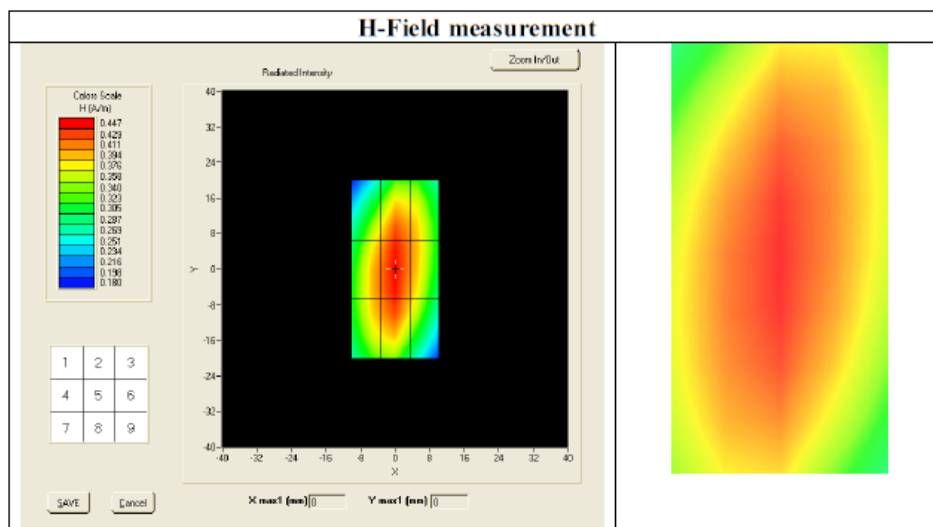 H-Field measurement
Zoom In/Out
Radiated Intensity
Colors Scale
H (A/m)
0.447
0.429
0.411
0.394
0.376
0.358
0.340
0.323
0.305
0.287
0.269
0.251
0.234
0.216
0.198
0.180
40
32
24
16
8
0
-8
-16
-24
-32
-40
Y
-40 -32 -24 -16 -8 0 8 16 24 32 40
X
1 2 3
4 5 6
7 8 9
SAVE Cancel
X max1 (mm) 0 Y max1 (mm) 0